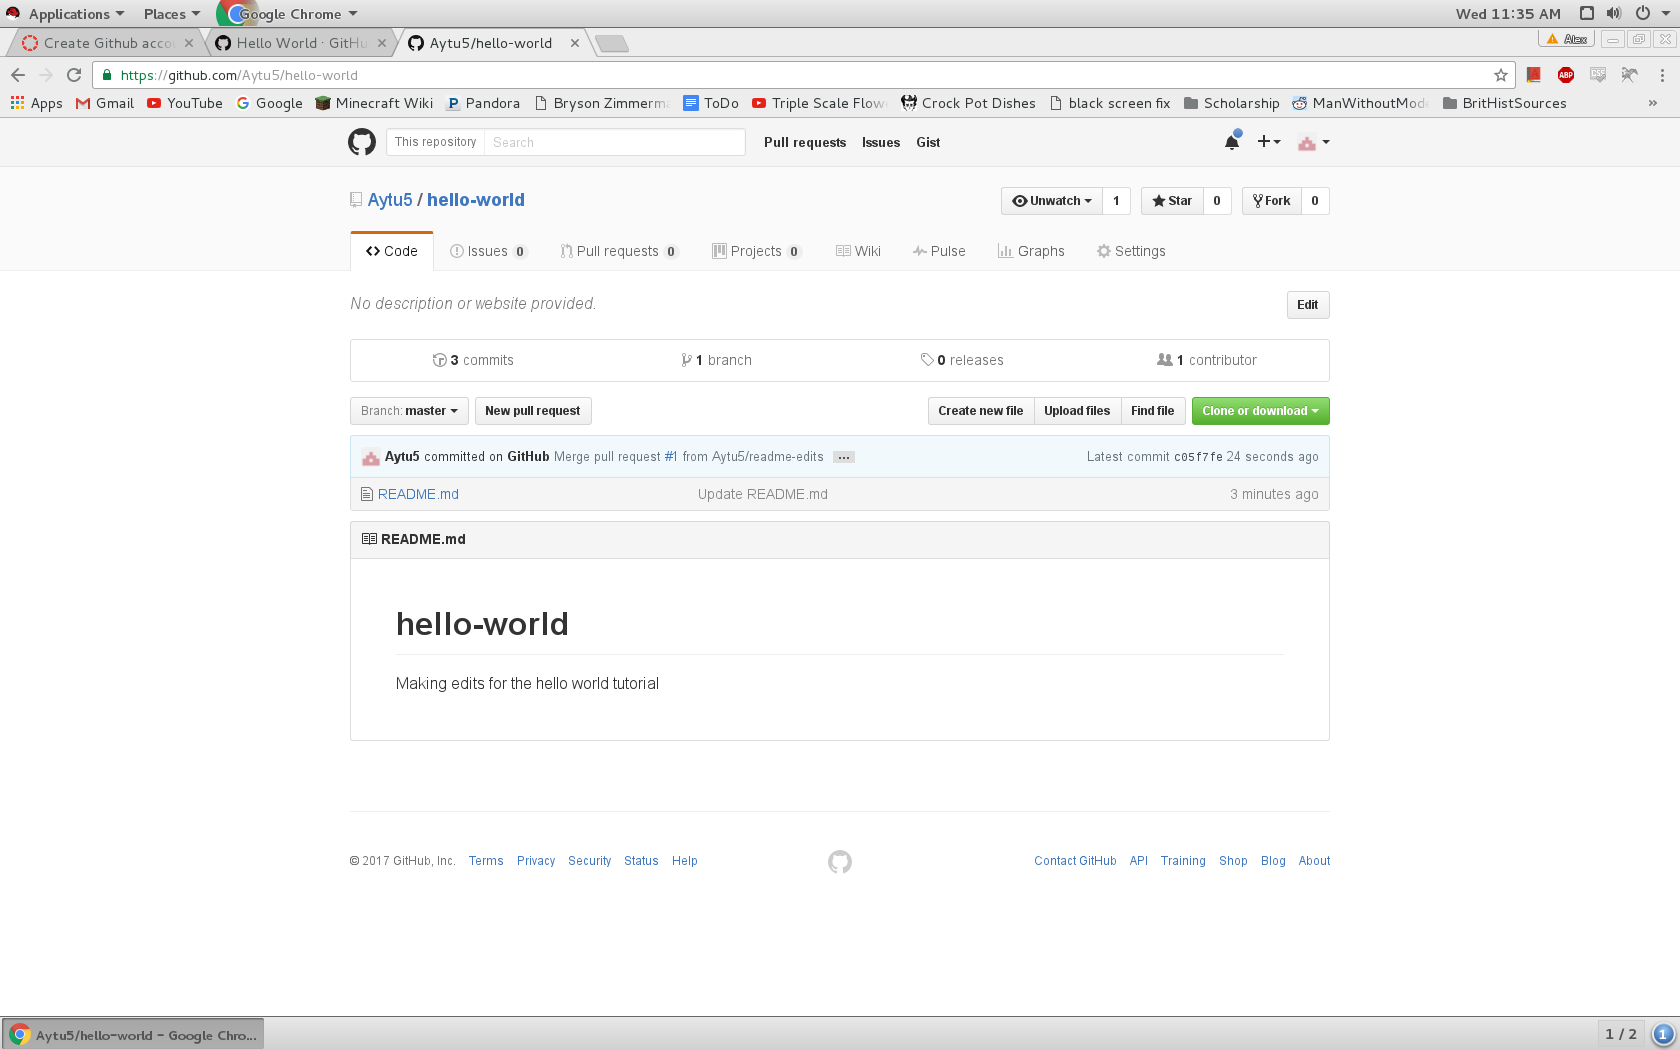 Applications Places Google Chrome Wed 11:35 AM
Create Github acco Hello World · GitHu Aytu5/hello-world Alex
https://github.com/Aytu5/hello-world ABP
Apps Gmail YouTube Google Minecraft Wiki Pandora Bryson Zimmerma ToDo Triple Scale Flow Crock Pot Dishes black screen fix Scholarship ManWithoutMode BritHistSources »
This repository Search Pull requests Issues Gist
Aytu5 / hello-world Unwatch 1 Star 0 Fork 0
Code Issues 0 Pull requests 0 Projects 0 Wiki Pulse Graphs Settings
No description or website provided. Edit
3 commits 1 branch 0 releases 1 contributor
Branch: master New pull request Create new file Upload files Find file Clone or download
Aytu5 committed on GitHub Merge pull request #1 from Aytu5/readme-edits ... Latest commit c05f7fe 24 seconds ago
README.md Update README.md 3 minutes ago
README.md
hello-world
Making edits for the hello world tutorial
© 2017 GitHub, Inc. Terms Privacy Security Status Help Contact GitHub API Training Shop Blog About
Aytu5/hello-world - Google Chro... 1 / 2 1